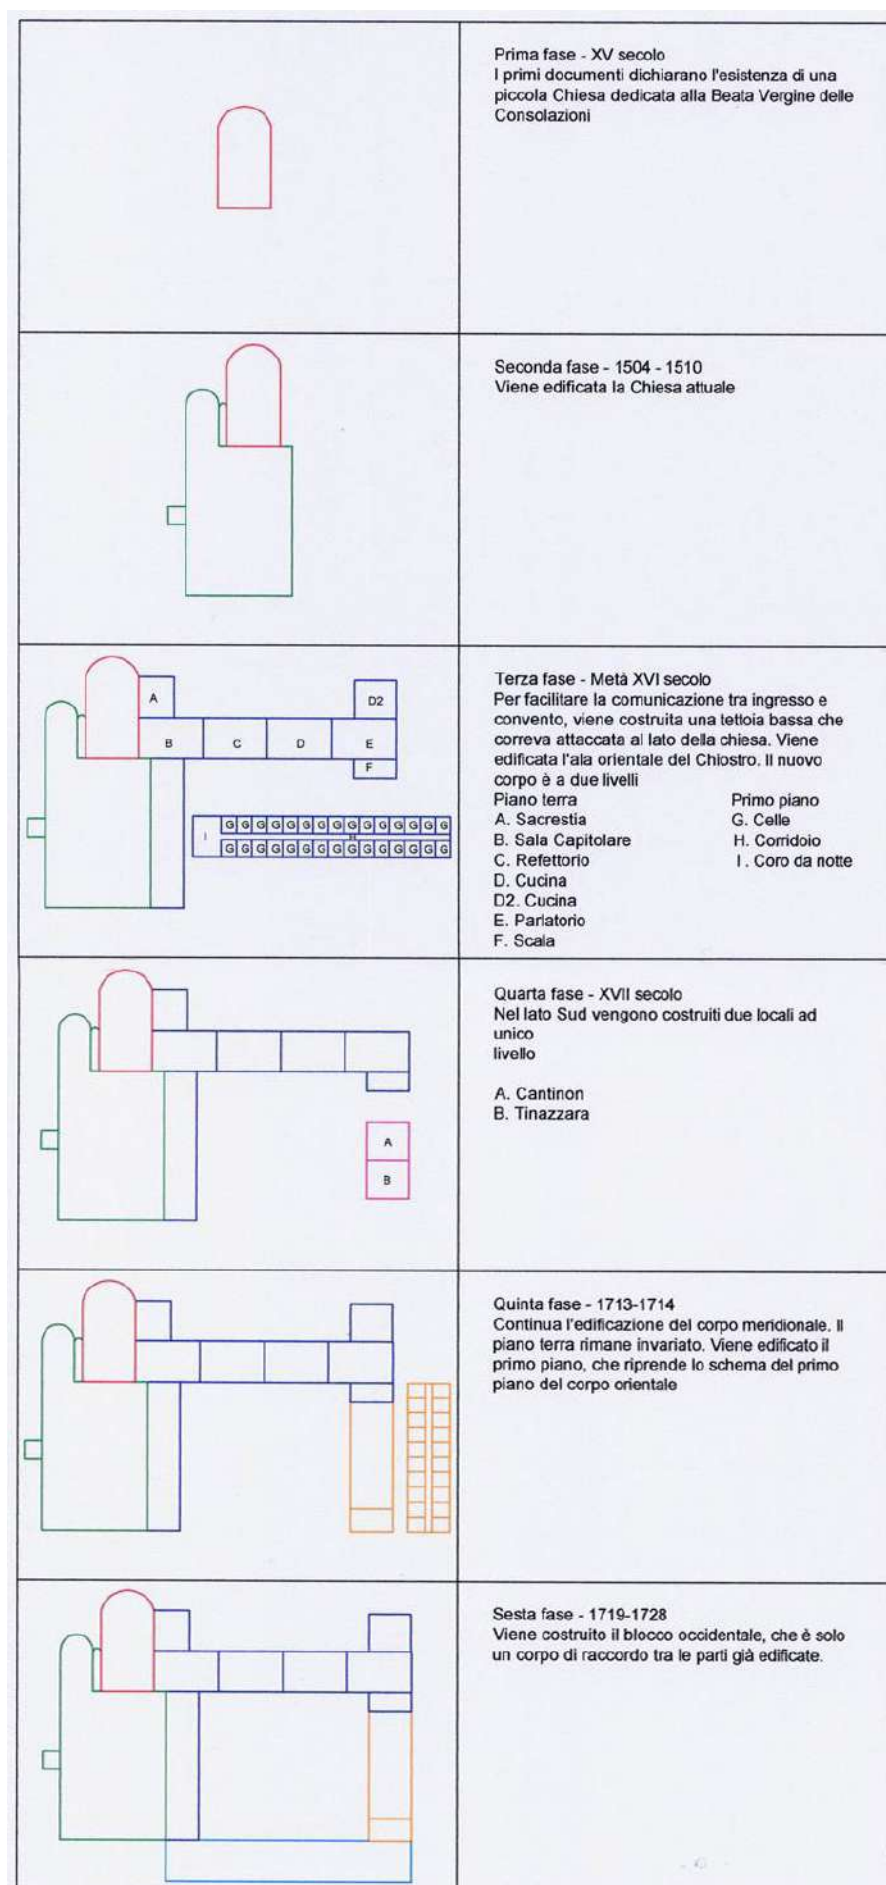 Prima fase - XV secolo
I primi documenti dichiarano l'esistenza di una
piccola Chiesa dedicata alla Beata Vergine delle
Consolazioni
Seconda fase - 1504 - 1510
Viene edificata la Chiesa attuale
A
D2
B
C
D
E
F
I
G G G G G G G G G G G G G G G
H
G G G G G G G G G G G G G G G
Terza fase - Metà XVI secolo
Per facilitare la comunicazione tra ingresso e
convento, viene costruita una tettoia bassa che
correva attaccata al lato della chiesa. Viene
edificata l'ala orientale del Chiostro. Il nuovo
corpo è a due livelli
Piano terra Primo piano
A. Sacrestia G. Celle
B. Sala Capitolare H. Corridoio
C. Refettorio I . Coro da notte
D. Cucina
D2. Cucina
E. Parlatorio
F. Scala
A
B
Quarta fase - XVII secolo
Nel lato Sud vengono costruiti due locali ad
unico
livello
A. Cantinon
B. Tinazzara
Quinta fase - 1713-1714
Continua l'edificazione del corpo meridionale. Il
piano terra rimane invariato. Viene edificato il
primo piano, che riprende lo schema del primo
piano del corpo orientale
Sesta fase - 1719-1728
Viene costruito il blocco occidentale, che è solo
un corpo di raccordo tra le parti già edificate.